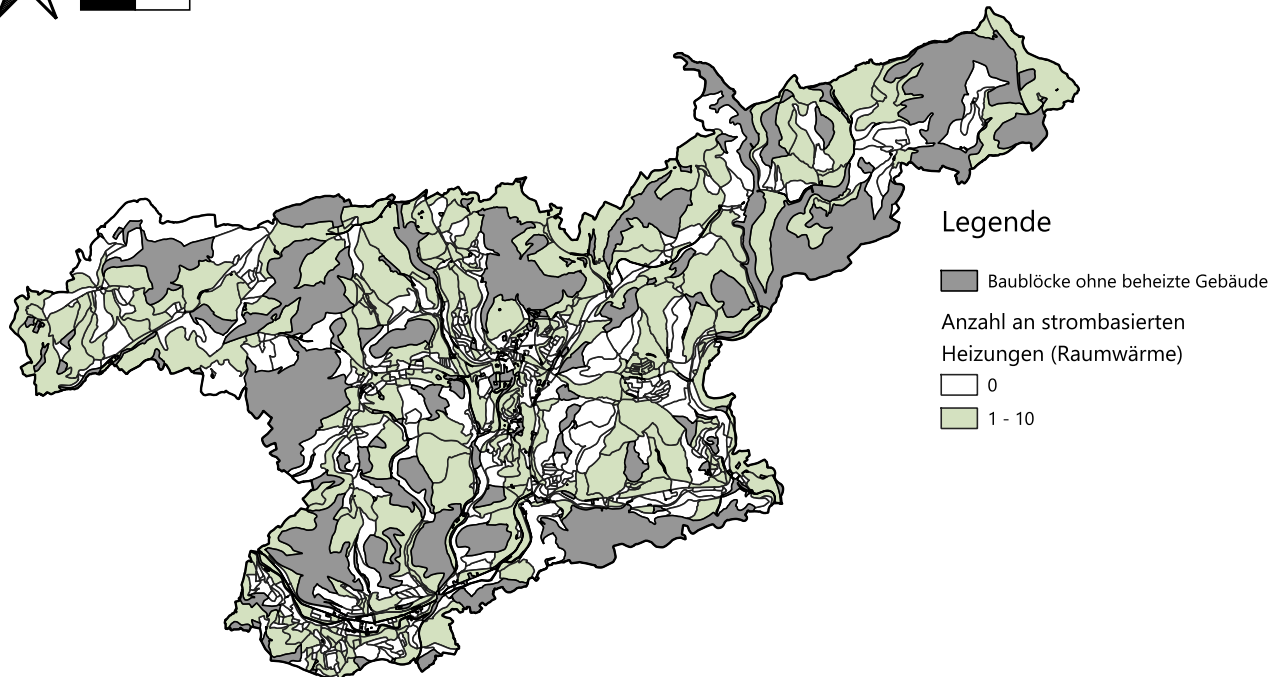 Legende
Baublöcke ohne beheizte Gebäude
Anzahl an strombasierten
Heizungen (Raumwärme)
0
1 - 10